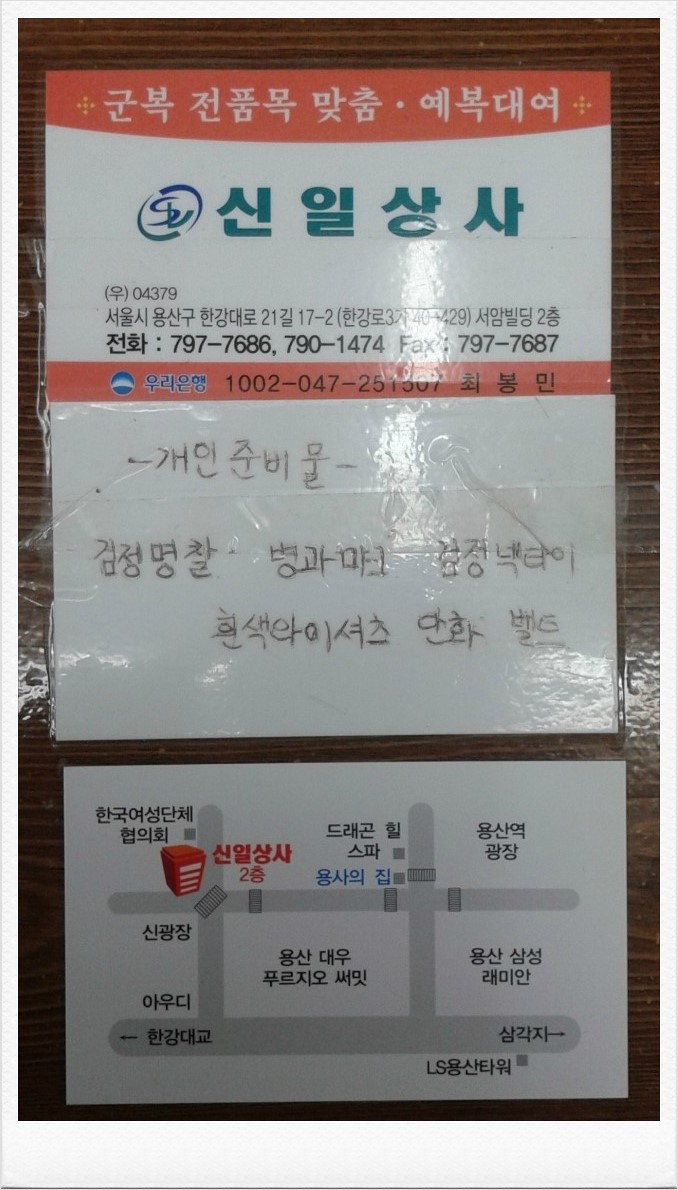 군복 전품목 맞춤 · 예복대여
신일상사
(우) 04379
서울시 용산구 한강대로 21길 17-2 (한강로3가 40-429) 서암빌딩 2층
전화 : 797-7686, 790-1474 Fax : 797-7687
우리은행 1002-047-251507 최 봉 민
-개인 준비물-
검정명찰 병과마크 검정넥타이
흰색와이셔츠 단화 벨트
한국여성단체
협의회
신일상사
2층
드래곤 힐
스파
용사의 집
용산역
광장
신광장
용산 대우
푸르지오 써밋
용산 삼성
래미안
아우디
← 한강대교
삼각지→
LS용산타워